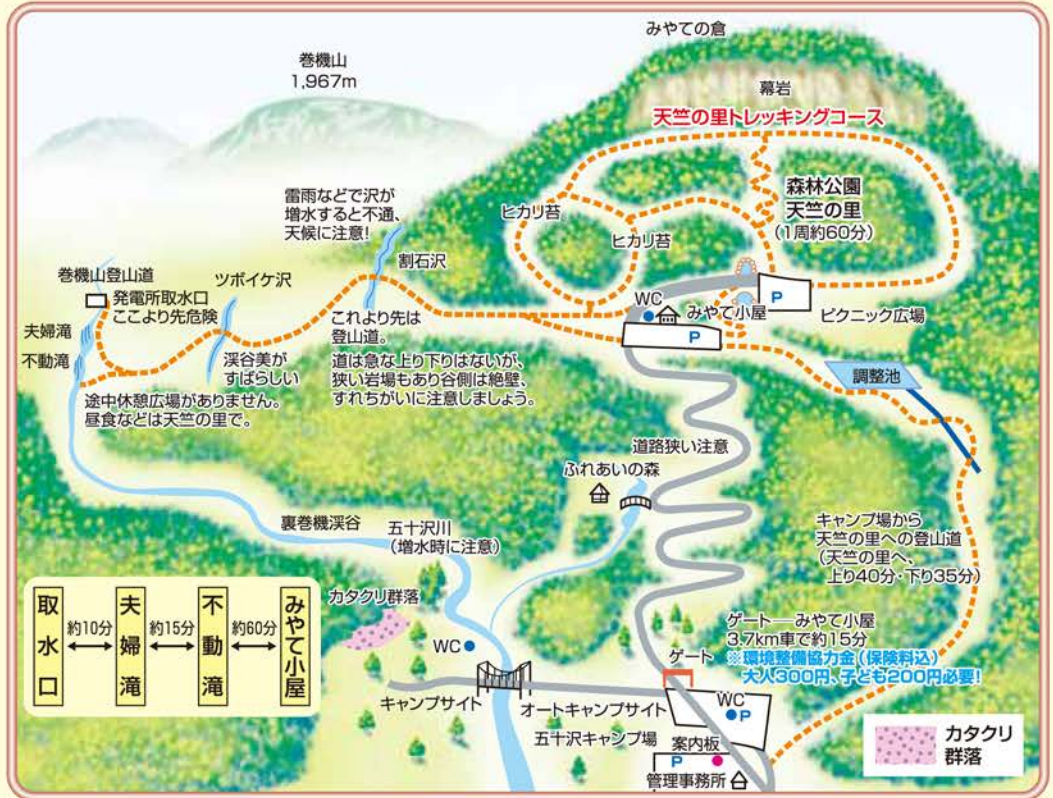 みやての倉
巻機山
1,967m
幕岩
天竺の里トレッキングコース
森林公園
天竺の里
(1周約60分)
雷雨などで沢が
増水すると不通、
天候に注意!
ヒカリ苔
ヒカリ苔
割石沢
巻機山登山道
ツボイケ沢
発電所取水口
ここより先危険
夫婦滝
不動滝
渓谷美が
すばらしい
これより先は
登山道。
道は急な上り下りはないが、
狭い岩場もあり谷側は絶壁、
すれちがいに注意しましょう。
途中休憩広場がありません。
昼食などは天竺の里で。
WC
みやて小屋
P
P
ピクニック広場
調整池
道路狭い注意
ふれあいの森
裏巻機渓谷
五十沢川
(増水時に注意)
キャンプ場から
天竺の里への登山道
(天竺の里へ、
上り40分・下り35分)
カタクリ群落
WC
取水口
約10分
夫婦滝
約15分
不動滝
約60分
みやて小屋
ゲート―みやて小屋
3.7km車で約15分
※環境整備協力金(保険料込)
大人300円、子ども200円必要!
ゲート
キャンプサイト
オートキャンプサイト
WC
P
五十沢キャンプ場
案内板
P
管理事務所
カタクリ
群落